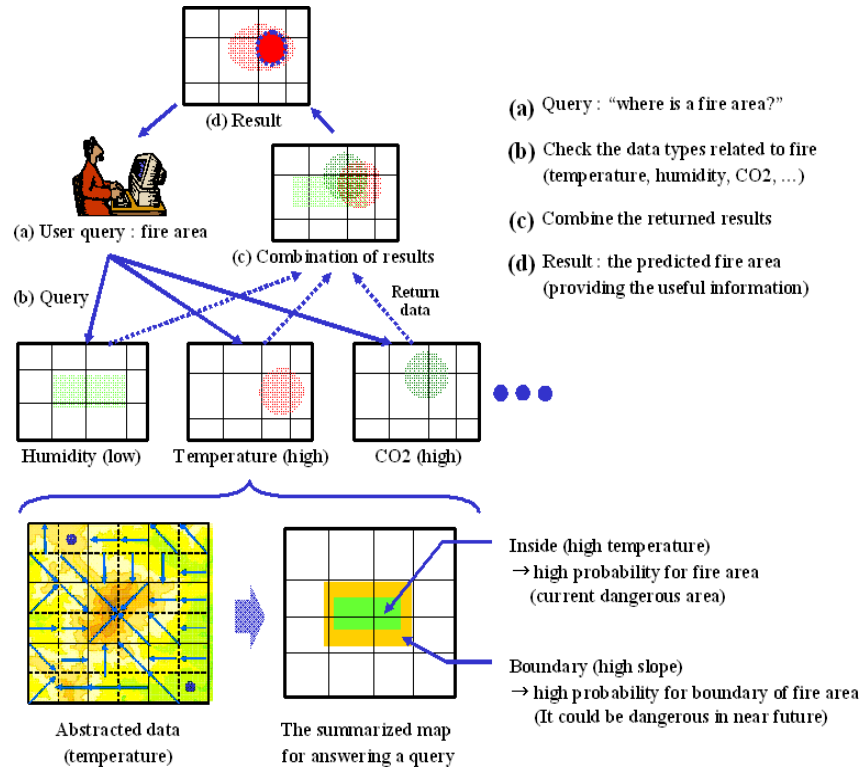 (d) Result
(a) User query : fire area
(c) Combination of results
(b) Query
Return
data
Humidity (low)
Temperature (high)
CO2 (high)
(a) Query : “where is a fire area?”
(b) Check the data types related to fire
(temperature, humidity, CO2, ...)
(c) Combine the returned results
(d) Result : the predicted fire area
(providing the useful information)
Inside (high temperature)
→ high probability for fire area
(current dangerous area)
Boundary (high slope)
→ high probability for boundary of fire area
(It could be dangerous in near future)
Abstracted data
(temperature)
The summarized map
for answering a query